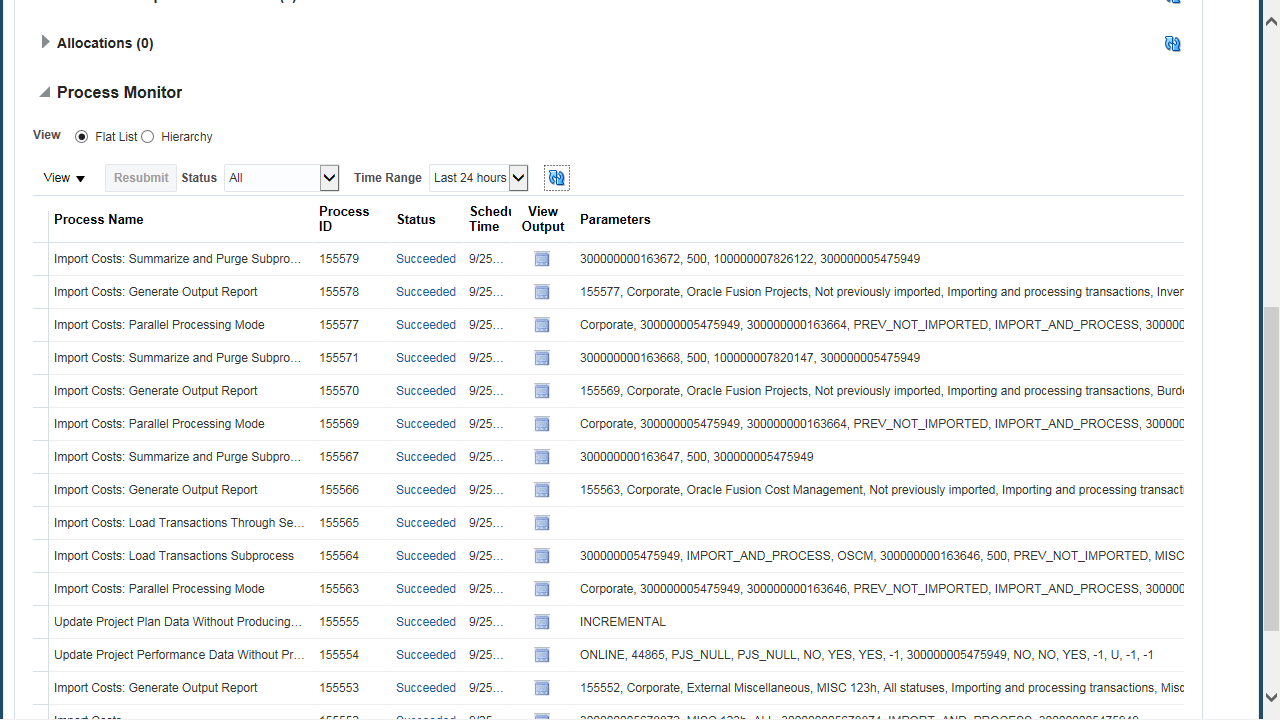 Allocations (0)
Process Monitor
View Flat List Hierarchy
View Resubmit Status All Time Range Last 24 hours
Process Name Process ID Status Schedu Time View Output Parameters
Import Costs: Summarize and Purge Subpro... 155579 Succeeded 9/25... 300000000163672, 500, 100000007826122, 300000005475949
Import Costs: Generate Output Report 155578 Succeeded 9/25... 155577, Corporate, Oracle Fusion Projects, Not previously imported, Importing and processing transactions, Inver
Import Costs: Parallel Processing Mode 155577 Succeeded 9/25... Corporate, 300000005475949, 300000000163664, PREV_NOT_IMPORTED, IMPORT_AND_PROCESS, 300000
Import Costs: Summarize and Purge Subpro... 155571 Succeeded 9/25... 300000000163668, 500, 100000007820147, 300000005475949
Import Costs: Generate Output Report 155570 Succeeded 9/25... 155569, Corporate, Oracle Fusion Projects, Not previously imported, Importing and processing transactions, Burde
Import Costs: Parallel Processing Mode 155569 Succeeded 9/25... Corporate, 300000005475949, 300000000163664, PREV_NOT_IMPORTED, IMPORT_AND_PROCESS, 300000
Import Costs: Summarize and Purge Subpro... 155567 Succeeded 9/25... 300000000163647, 500, 300000005475949
Import Costs: Generate Output Report 155566 Succeeded 9/25... 155563, Corporate, Oracle Fusion Cost Management, Not previously imported, Importing and processing transacti
Import Costs: Load Transactions Through Se... 155565 Succeeded 9/25...
Import Costs: Load Transactions Subprocess 155564 Succeeded 9/25... 300000005475949, IMPORT_AND_PROCESS, OSCM, 300000000163646, 500, PREV_NOT_IMPORTED, MISC
Import Costs: Parallel Processing Mode 155563 Succeeded 9/25... Corporate, 300000005475949, 300000000163646, PREV_NOT_IMPORTED, IMPORT_AND_PROCESS, 300000
Update Project Plan Data Without Producing... 155555 Succeeded 9/25... INCREMENTAL
Update Project Performance Data Without Pr... 155554 Succeeded 9/25... ONLINE, 44865, PJS_NULL, PJS_NULL, NO, YES, YES, -1, 300000005475949, NO, NO, YES, -1, U, -1, -1
Import Costs: Generate Output Report 155553 Succeeded 9/25... 155552, Corporate, External Miscellaneous, MISC 123h, All statuses, Importing and processing transactions, Misc